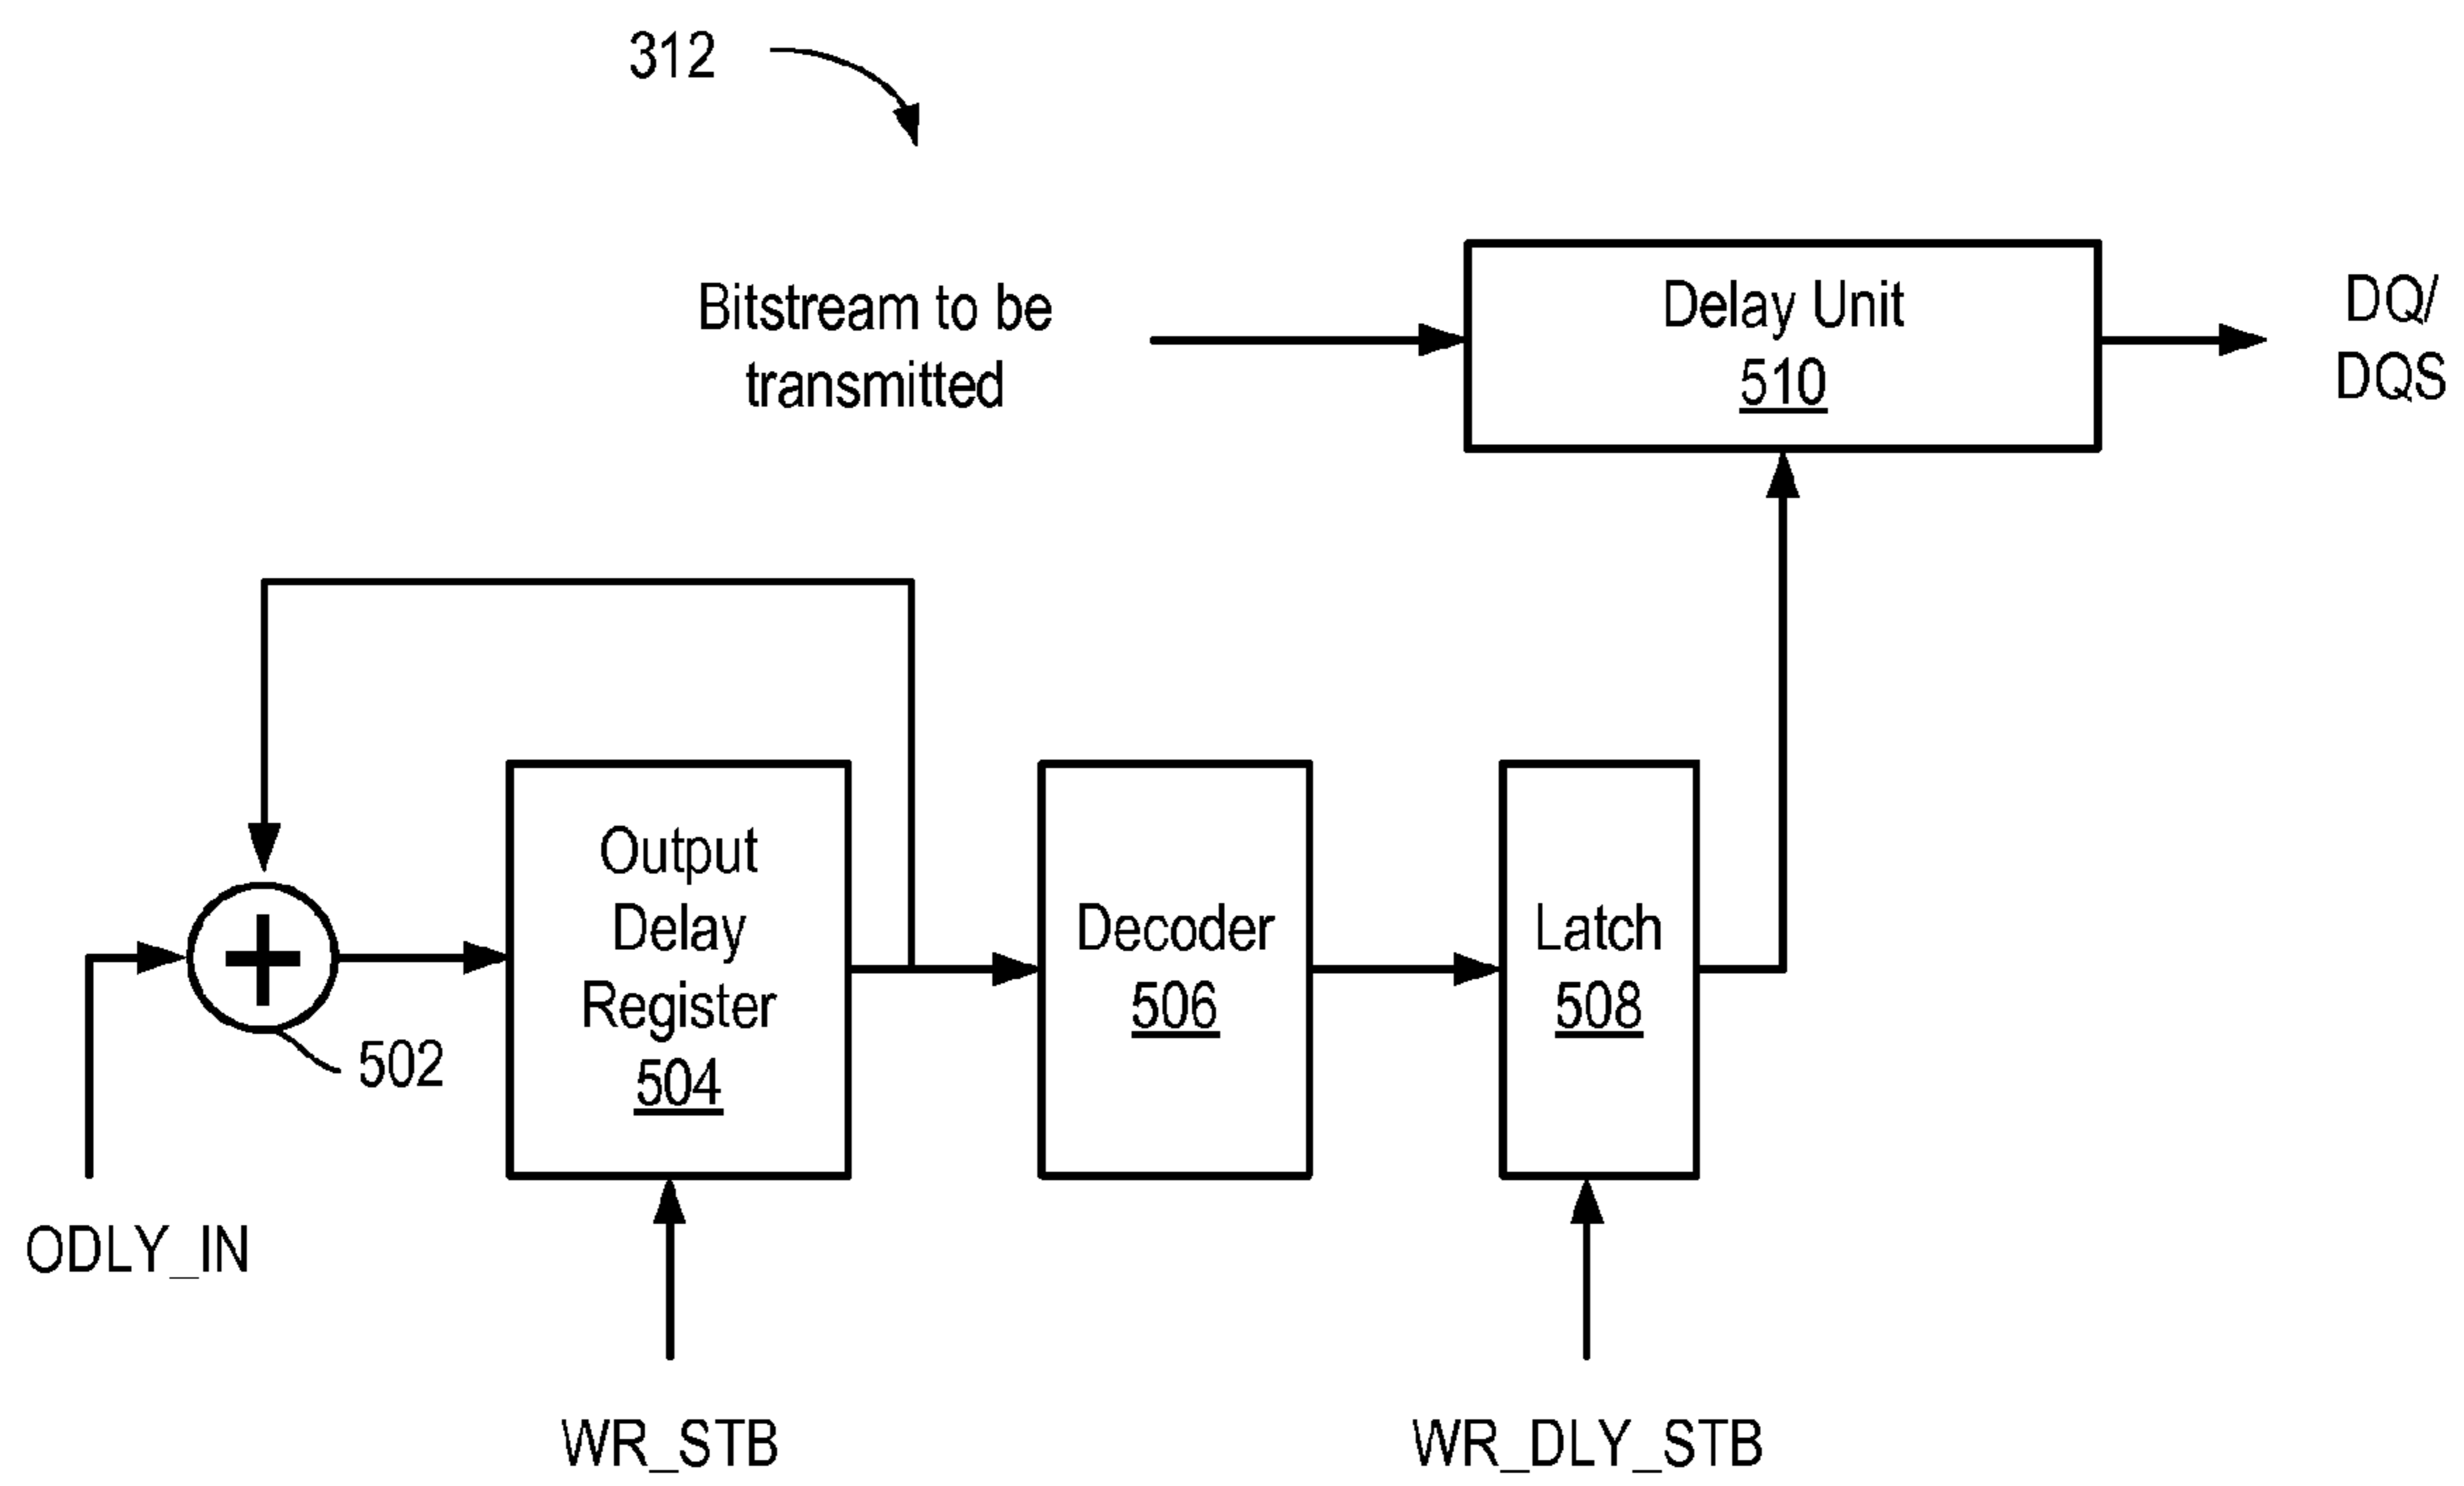 312
Bitstream to be
transmitted
Delay Unit
510
DQ/
DQS
Output
Delay
Register
504
Decoder
506
Latch
508
502
ODLY_IN
WR_STB
WR_DLY_STB